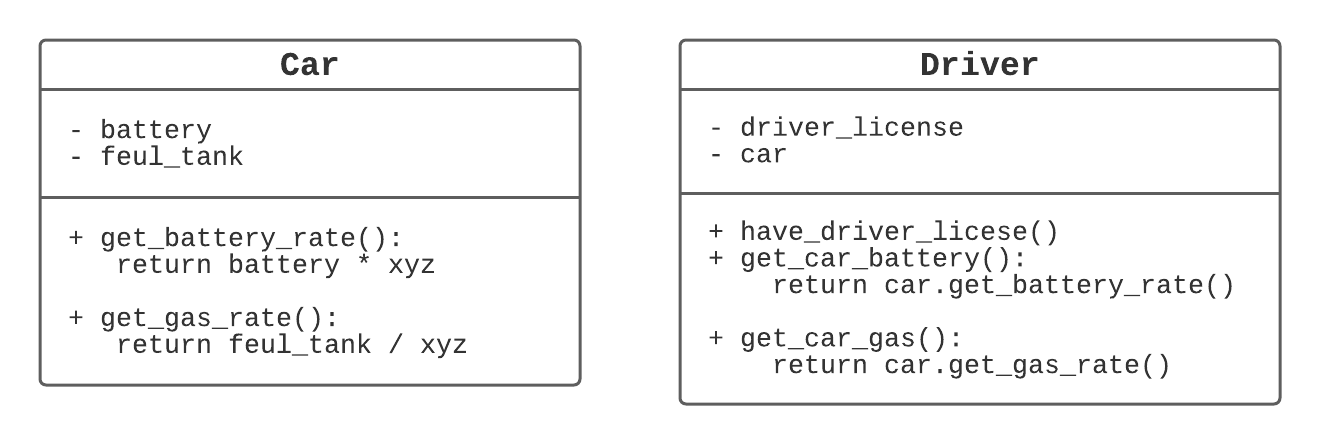 Car
- battery
- feul_tank
+ get_battery_rate():
return battery * xyz
+ get_gas_rate():
return feul_tank / xyz
Driver
- driver_license
- car
+ have_driver_licese()
+ get_car_battery():
return car.get_battery_rate()
+ get_car_gas():
return car.get_gas_rate()